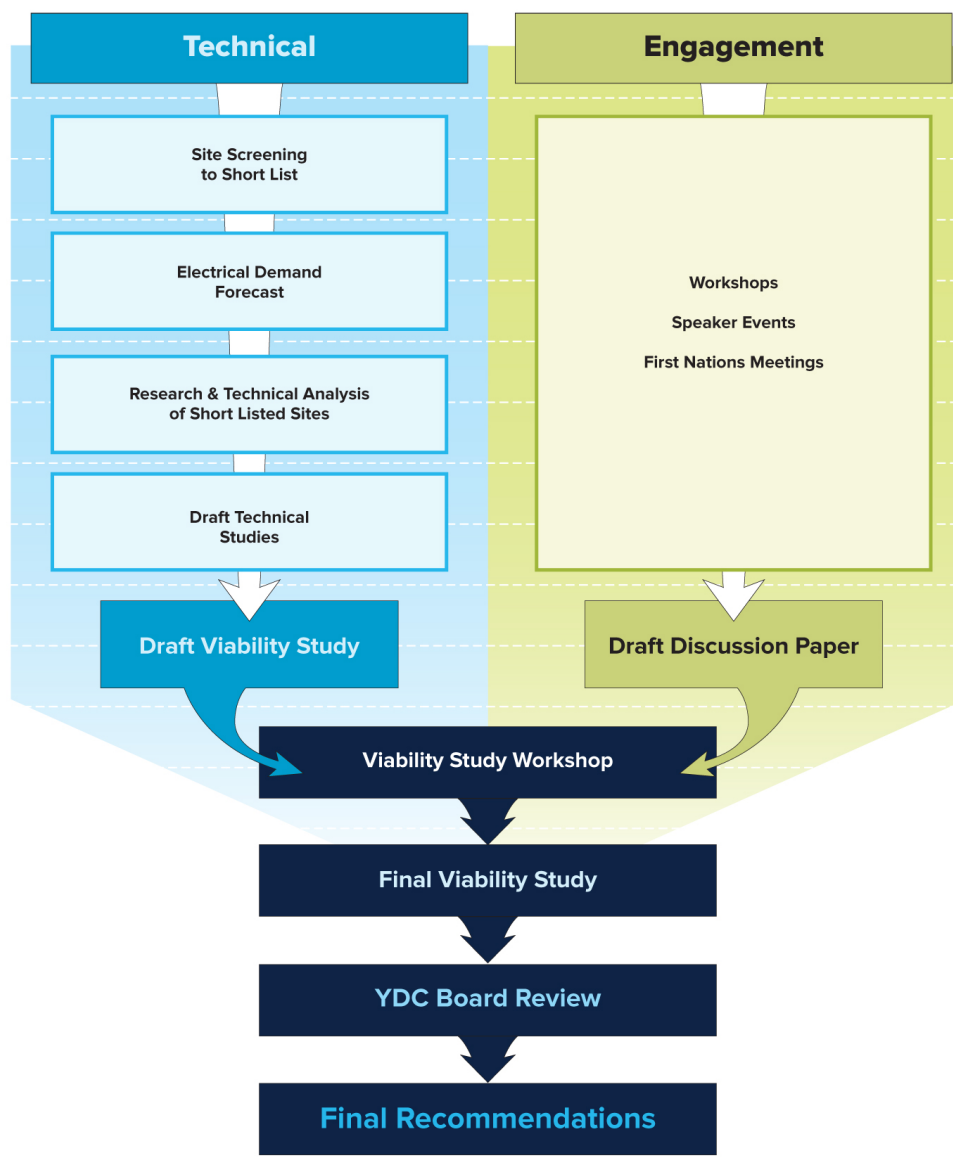 Technical
Site Screening
to Short List
Electrical Demand
Forecast
Research & Technical Analysis
of Short Listed Sites
Draft Technical
Studies
Draft Viability Study
Engagement
Workshops
Speaker Events
First Nations Meetings
Draft Discussion Paper
Viability Study Workshop
Final Viability Study
YDC Board Review
Final Recommendations